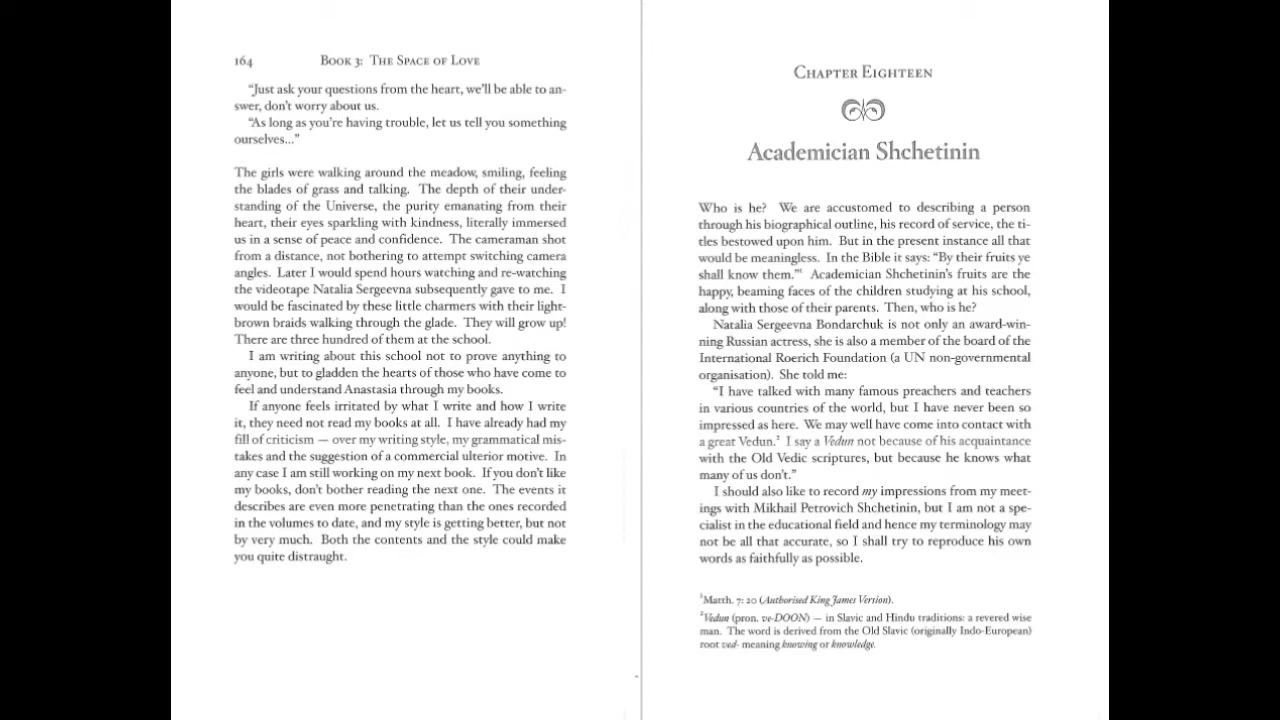 164 Book 3: The Space of Love
“Just ask your questions from the heart, we'll be able to an-
swer, don't worry about us.
“As long as you're having trouble, let us tell you something
ourselves...”
The girls were walking around the meadow, smiling, feeling
the blades of grass and talking. The depth of their under-
standing of the Universe, the purity emanating from their
heart, their eyes sparkling with kindness, literally immersed
us in a sense of peace and confidence. The cameraman shot
from a distance, not bothering to attempt switching camera
angles. Later I would spend hours watching and re-watching
the videotape Natalia Sergeevna subsequently gave to me. I
would be fascinated by these little charmers with their light-
brown braids walking through the glade. They will grow up!
There are three hundred of them at the school.
I am writing about this school not to prove anything to
anyone, but to gladden the hearts of those who have come to
feel and understand Anastasia through my books.
If anyone feels irritated by what I write and how I write
it, they need not read my books at all. I have already had my
fill of criticism — over my writing style, my grammatical mis-
takes and the suggestion of a commercial ulterior motive. In
any case I am still working on my next book. If you don't like
my books, don't bother reading the next one. The events it
describes are even more penetrating than the ones recorded
in the volumes to date, and my style is getting better, but not
by very much. Both the contents and the style could make
you quite distraught.
Chapter Eighteen
Academician Shchetinin
Who is he? We are accustomed to describing a person
through his biographical outline, his record of service, the ti-
tles bestowed upon him. But in the present instance all that
would be meaningless. In the Bible it says: “By their fruits ye
shall know them.”¹ Academician Shchetinin's fruits are the
happy, beaming faces of the children studying at his school,
along with those of their parents. Then, who is he?
Natalia Sergeevna Bondarchuk is not only an award-win-
ning Russian actress, she is also a member of the board of the
International Roerich Foundation (a UN non-governmental
organisation). She told me:
“I have talked with many famous preachers and teachers
in various countries of the world, but I have never been so
impressed as here. We may well have come into contact with
a great Vedun.² I say a Vedun not because of his acquaintance
with the Old Vedic scriptures, but because he knows what
many of us don't.”
I should also like to record my impressions from my meet-
ings with Mikhail Petrovich Shchetinin, but I am not a spe-
cialist in the educational field and hence my terminology may
not be all that accurate, so I shall try to reproduce his own
words as faithfully as possible.
¹Matth. 7: 20 (Authorised King James Version).
²Vedun (pron. ve-DOON) — in Slavic and Hindu traditions: a revered wise
man. The word is derived from the Old Slavic (originally Indo-European)
root ved- meaning knowing or knowledge.